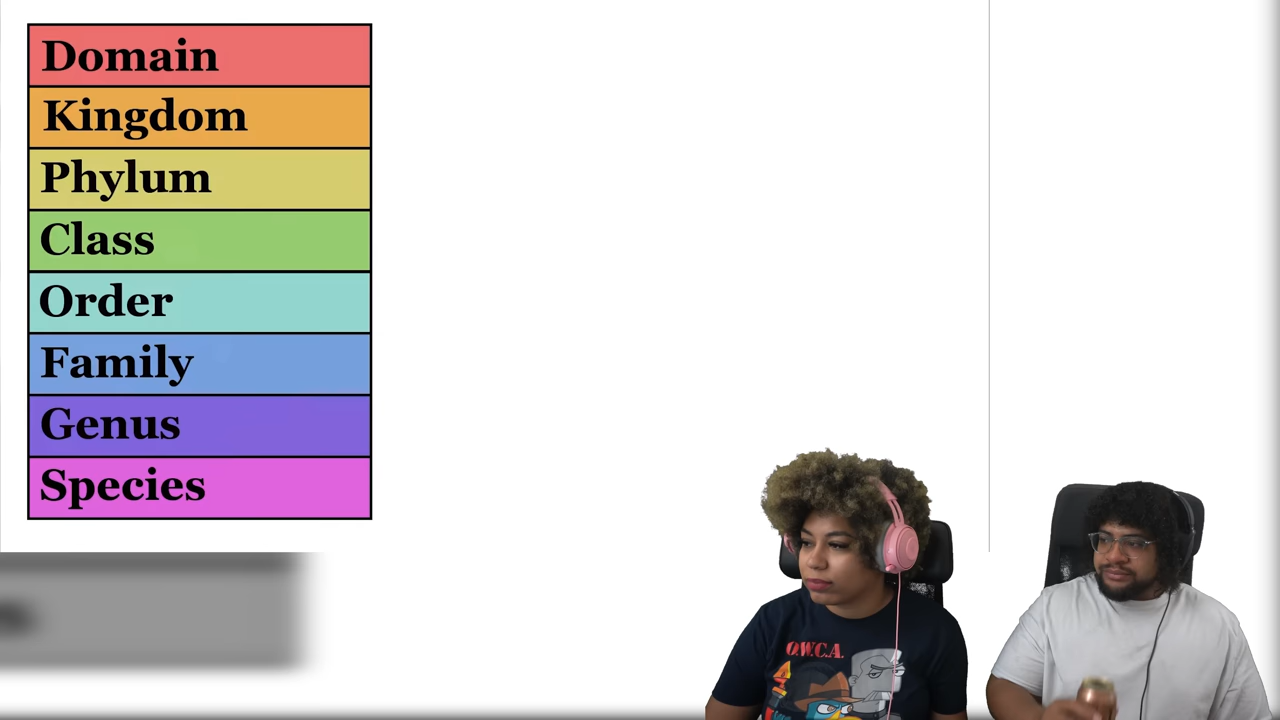 Domain
Kingdom
Phylum
Class
Order
Family
Genus
Species
O.W.C.A.